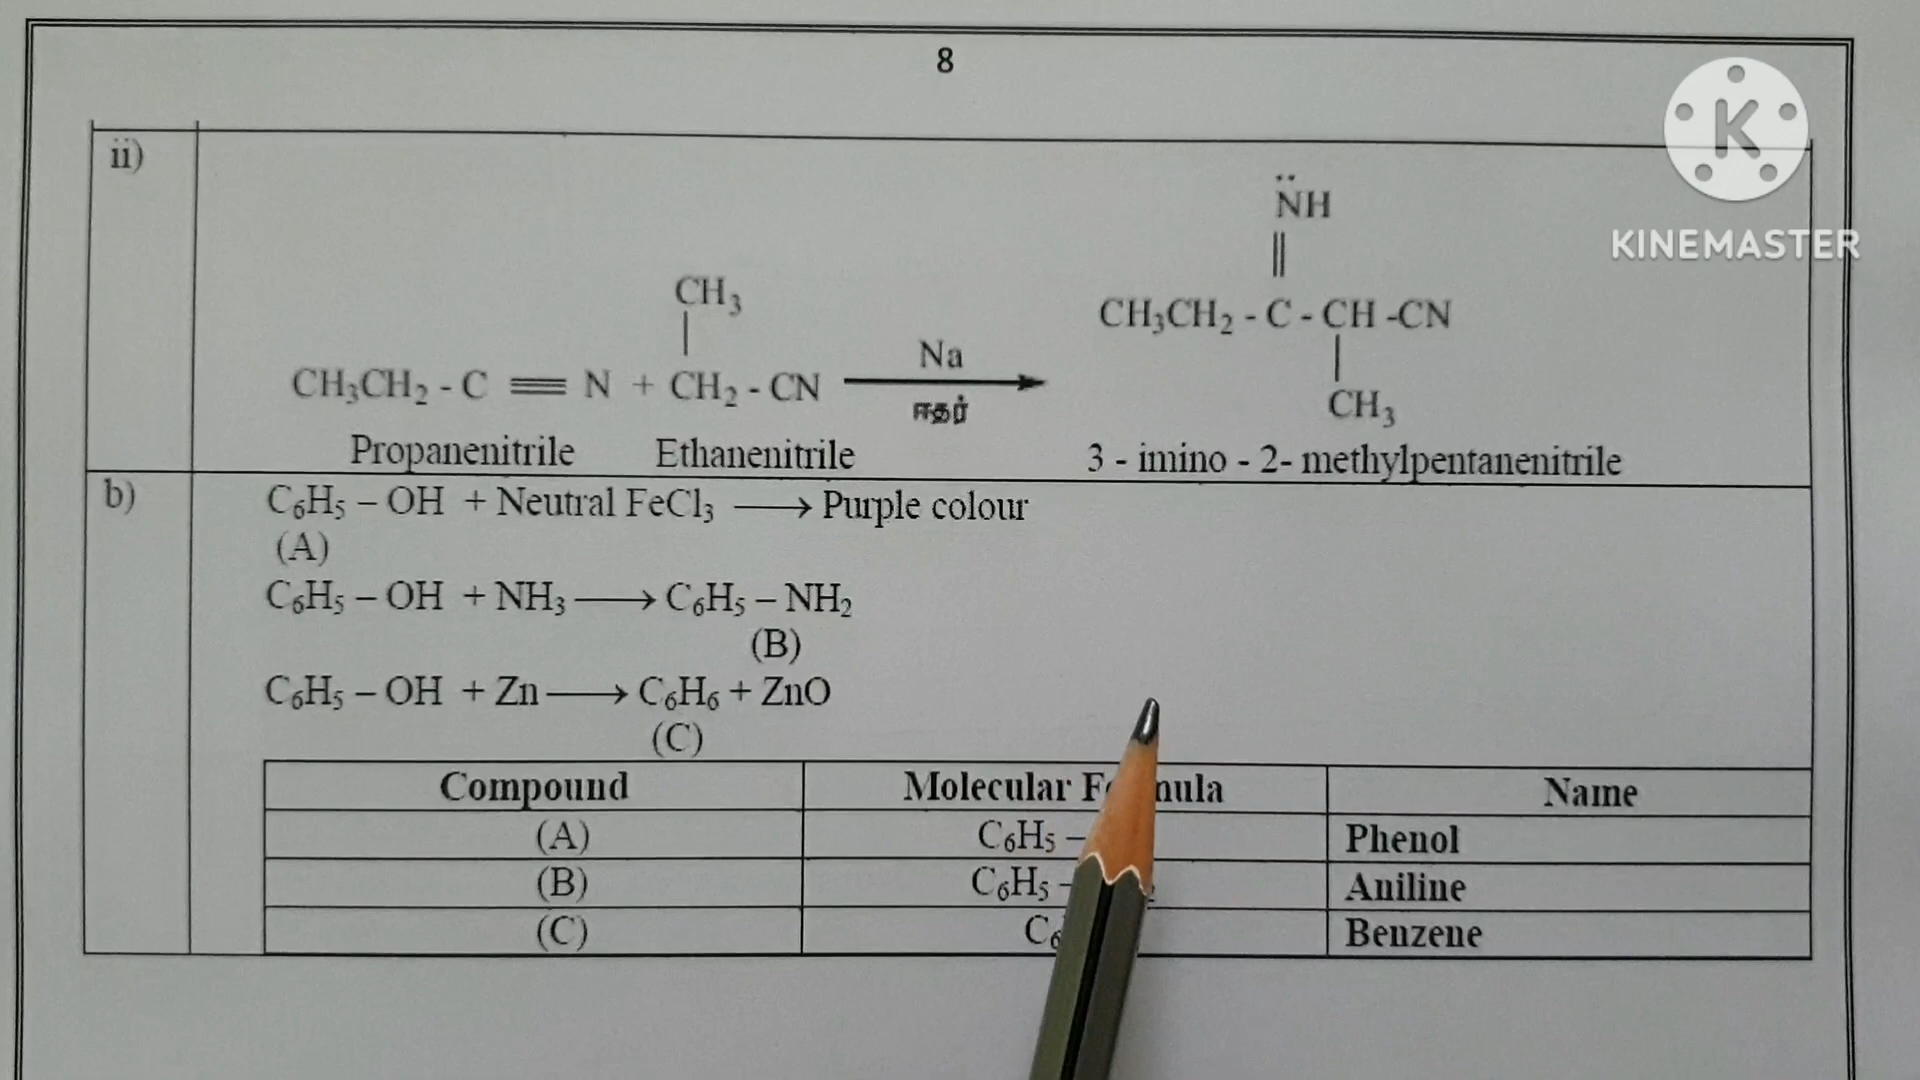 8
K
KINEMASTER
ii)
N̈H
||
CH₃
|
CH₃CH₂ - C ≡ N + CH₂ - CN
Na
ஈதர்
CH₃CH₂ - C - CH -CN
|
CH₃
Propanenitrile Ethanenitrile 3 - imino - 2- methylpentanenitrile
b) C₆H₅ – OH + Neutral FeCl₃ ⟶ Purple colour
(A)
C₆H₅ – OH + NH₃ ⟶ C₆H₅ – NH₂
(B)
C₆H₅ – OH + Zn ⟶ C₆H₆ + ZnO
(C)
Compound Molecular Name
(A) C₆H₅ – Phenol
(B) C₆H₅ – Aniline
(C) C₆ Benzene